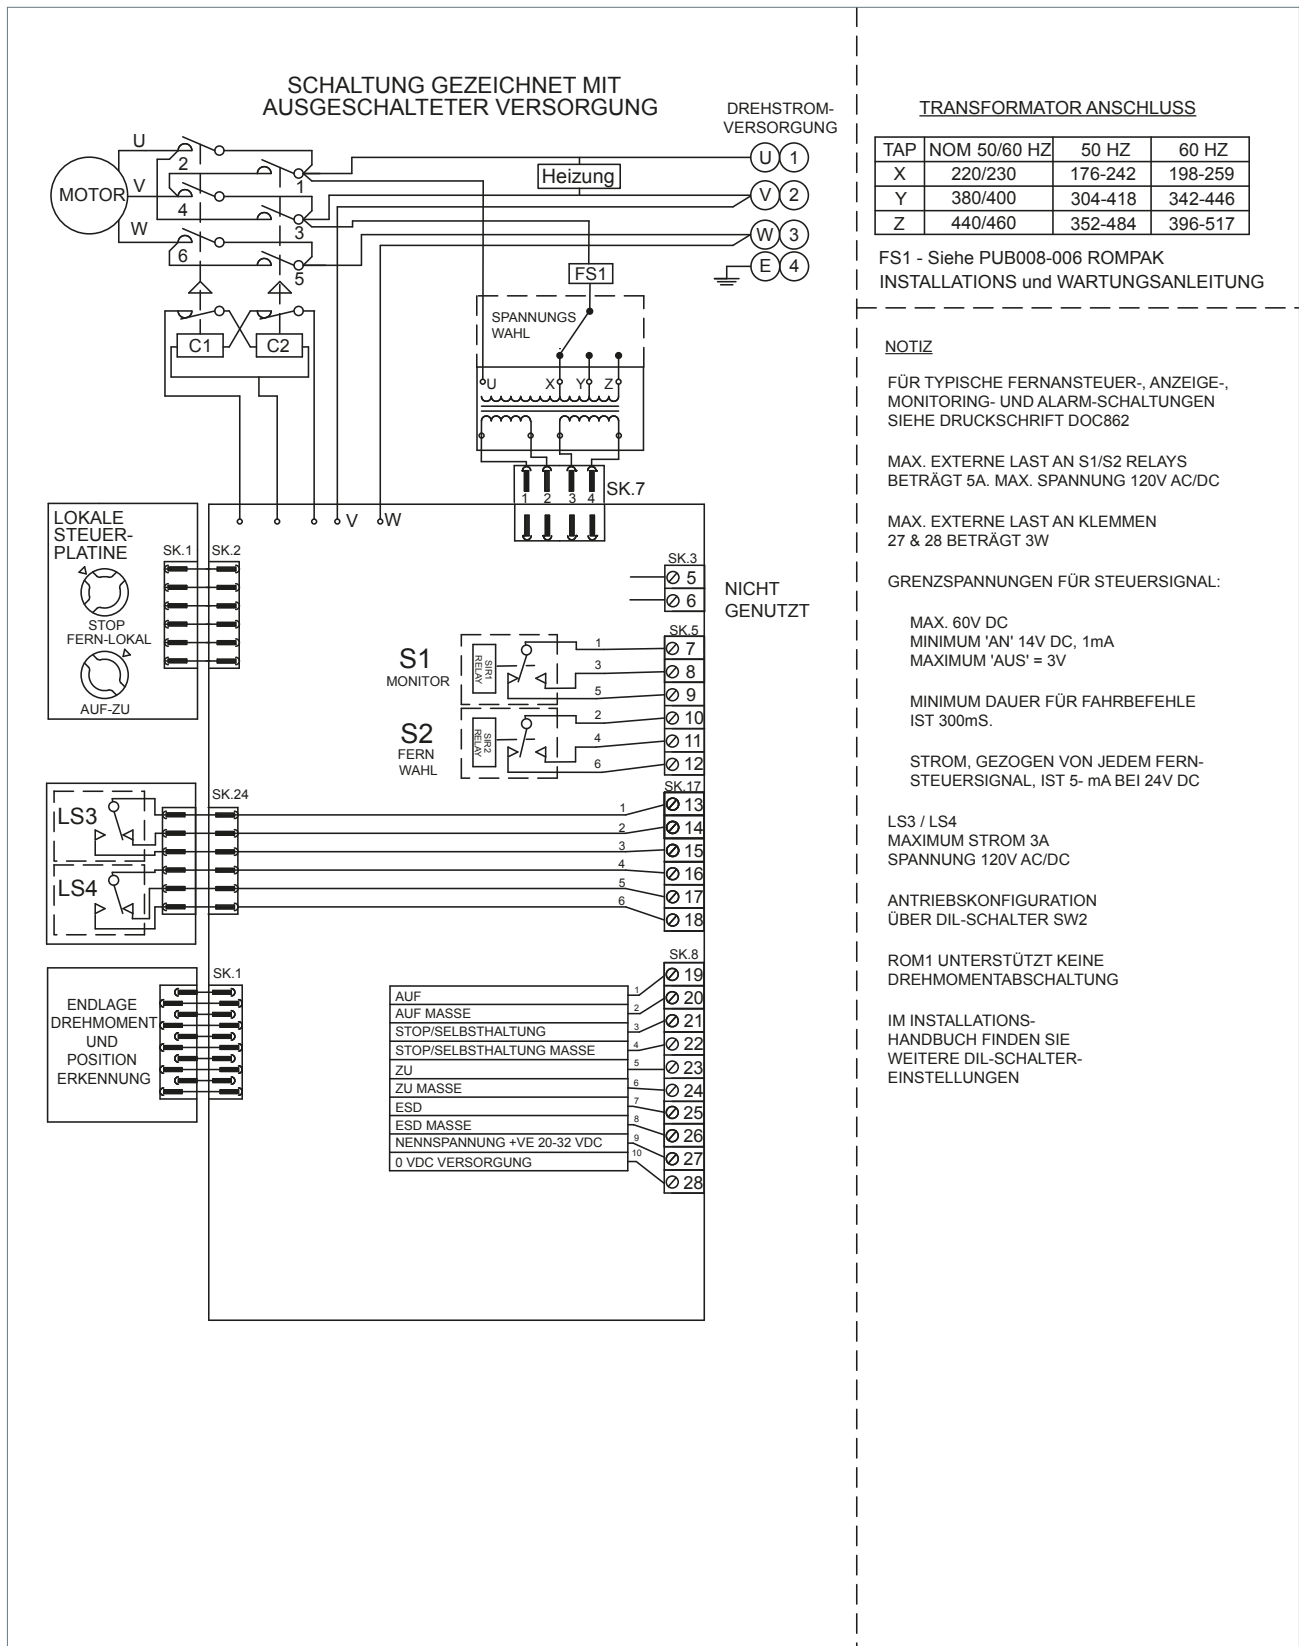 SCHALTUNG GEZEICHNET MIT
AUSGESCHALTETER VERSORGUNG
DREHSTROM-
VERSORGUNG
MOTOR
U
V
W
2
4
6
1
3
5
Heizung
U 1
V 2
W 3
E 4
FS1
C1
C2
SPANNUNGS
WAHL
U X Y Z
1 2 3 4
SK.7
V W
LOKALE
STEUER-
PLATINE
SK.1 SK.2
STOP
FERN-LOKAL
AUF-ZU
SK.3
5
6
NICHT
GENUTZT
S1
MONITOR
SIR1
RELAY
SK.5
1 7
3 8
5 9
S2
FERN
WAHL
SIR2
RELAY
2 10
4 11
6 12
LS3
LS4
SK.24
SK.17
1 13
2 14
3 15
4 16
5 17
6 18
ENDLAGE
DREHMOMENT
UND
POSITION
ERKENNUNG
SK.1
SK.8
AUF 1 19
AUF MASSE 2 20
STOP/SELBSTHALTUNG 3 21
STOP/SELBSTHALTUNG MASSE 4 22
ZU 5 23
ZU MASSE 6 24
ESD 7 25
ESD MASSE 8 26
NENNSPANNUNG +VE 20-32 VDC 9 27
0 VDC VERSORGUNG 10 28
TRANSFORMATOR ANSCHLUSS
TAP NOM 50/60 HZ 50 HZ 60 HZ
X 220/230 176-242 198-259
Y 380/400 304-418 342-446
Z 440/460 352-484 396-517
FS1 - Siehe PUB008-006 ROMPAK
INSTALLATIONS und WARTUNGSANLEITUNG
NOTIZ
FÜR TYPISCHE FERNANSTEUER-, ANZEIGE-,
MONITORING- UND ALARM-SCHALTUNGEN
SIEHE DRUCKSCHRIFT DOC862
MAX. EXTERNE LAST AN S1/S2 RELAYS
BETRÄGT 5A. MAX. SPANNUNG 120V AC/DC
MAX. EXTERNE LAST AN KLEMMEN
27 & 28 BETRÄGT 3W
GRENZSPANNUNGEN FÜR STEUERSIGNAL:
MAX. 60V DC
MINIMUM 'AN' 14V DC, 1mA
MAXIMUM 'AUS' = 3V
MINIMUM DAUER FÜR FAHRBEFEHLE
IST 300mS.
STROM, GEZOGEN VON JEDEM FERN-
STEUERSIGNAL, IST 5- mA BEI 24V DC
LS3 / LS4
MAXIMUM STROM 3A
SPANNUNG 120V AC/DC
ANTRIEBSKONFIGURATION
ÜBER DIL-SCHALTER SW2
ROM1 UNTERSTÜTZT KEINE
DREHMOMENTABSCHALTUNG
IM INSTALLATIONS-
HANDBUCH FINDEN SIE
WEITERE DIL-SCHALTER-
EINSTELLUNGEN